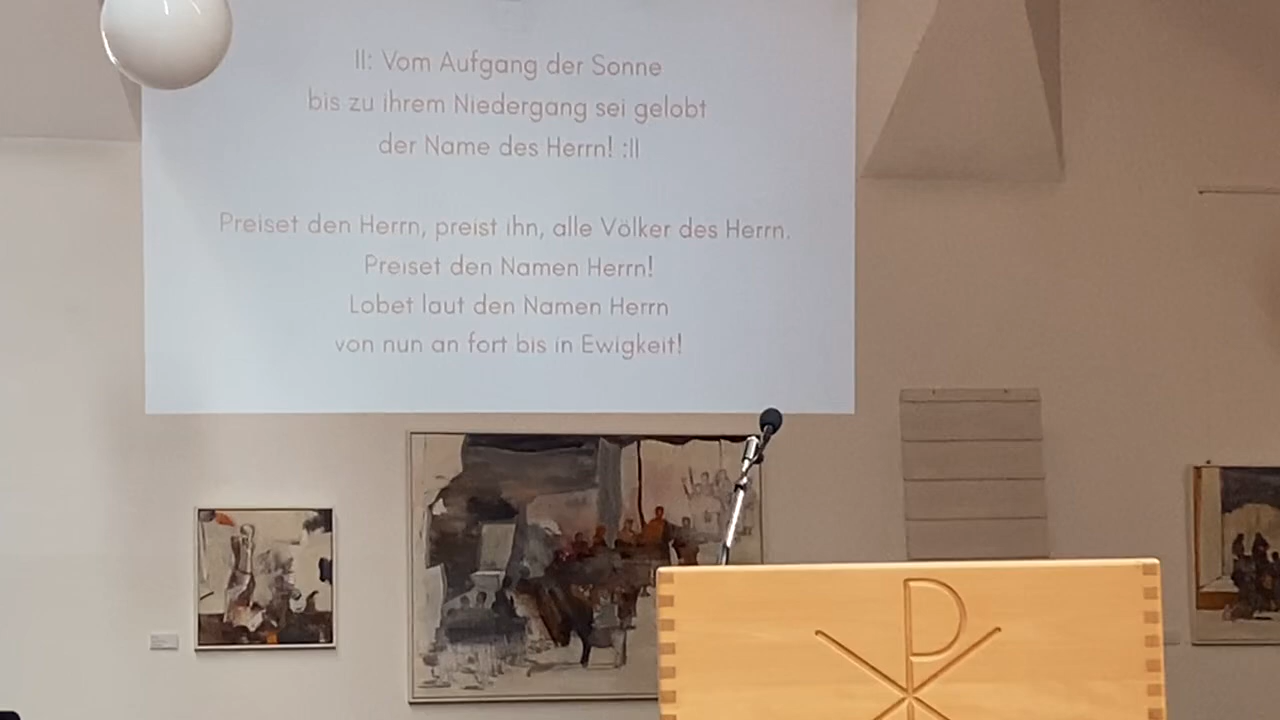 II: Vom Aufgang der Sonne
bis zu ihrem Niedergang sei gelobt
der Name des Herrn! :II
Preiset den Herrn, preist ihn, alle Völker des Herrn.
Preiset den Namen Herrn!
Lobet laut den Namen Herrn
von nun an fort bis in Ewigkeit!